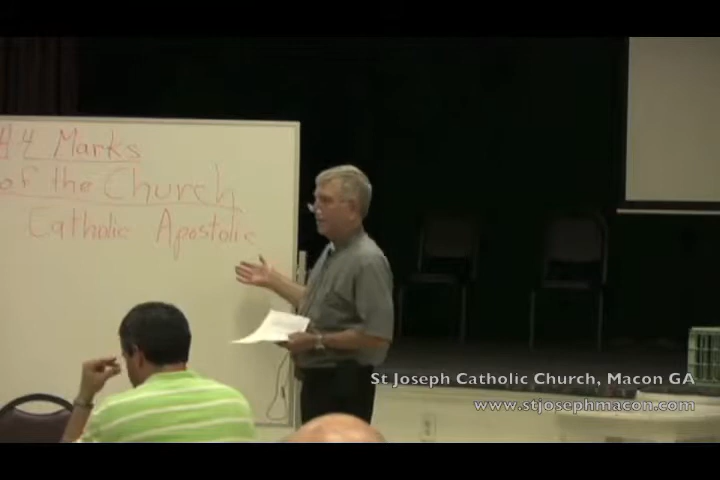 4 Marks
of the Church
Catholic Apostolic
St Joseph Catholic Church, Macon GA
www.stjosephmacon.com